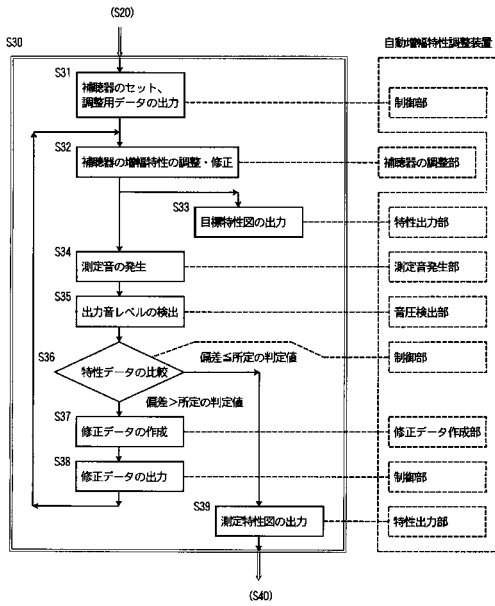 (S20)
S30
自動増幅特性調整装置
S31
補聴器のセット、
調整用データの出力
制御部
S32
補聴器の増幅特性の調整・修正
補聴器の調整部
S33
目標特性図の出力
特性出力部
S34
測定音の発生
測定音発生部
S35
出力音レベルの検出
音圧検出部
S36
特性データの比較
偏差≦所定の判定値
制御部
偏差>所定の判定値
S37
修正データの作成
修正データ作成部
S38
修正データの出力
制御部
S39
測定特性図の出力
特性出力部
(S40)